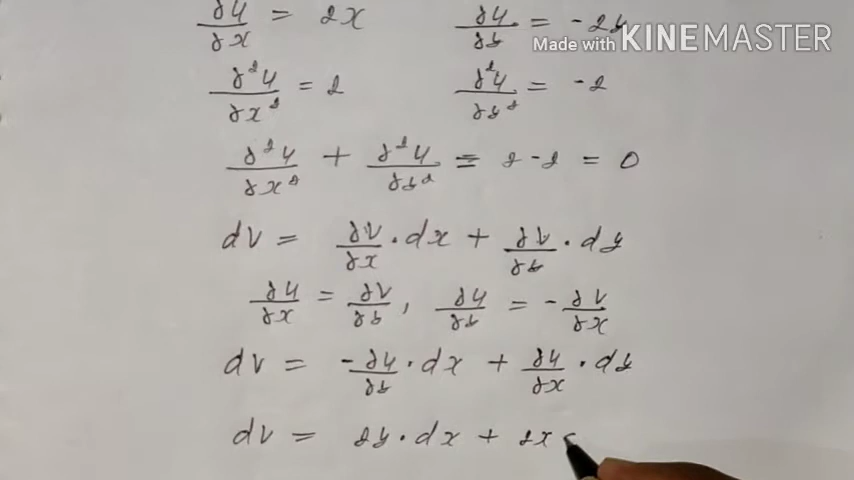 ∂u/∂x = 2x ∂u/∂y = -2y
Made with KINEMASTER
∂²u/∂x² = 2 ∂²u/∂y² = -2
∂²u/∂x² + ∂²u/∂y² = 2-2 = 0
dv = ∂v/∂x · dx + ∂v/∂y · dy
∂u/∂x = ∂v/∂y, ∂u/∂y = -∂v/∂x
dv = -∂u/∂y · dx + ∂u/∂x · dy
dv = 2y · dx + 2x